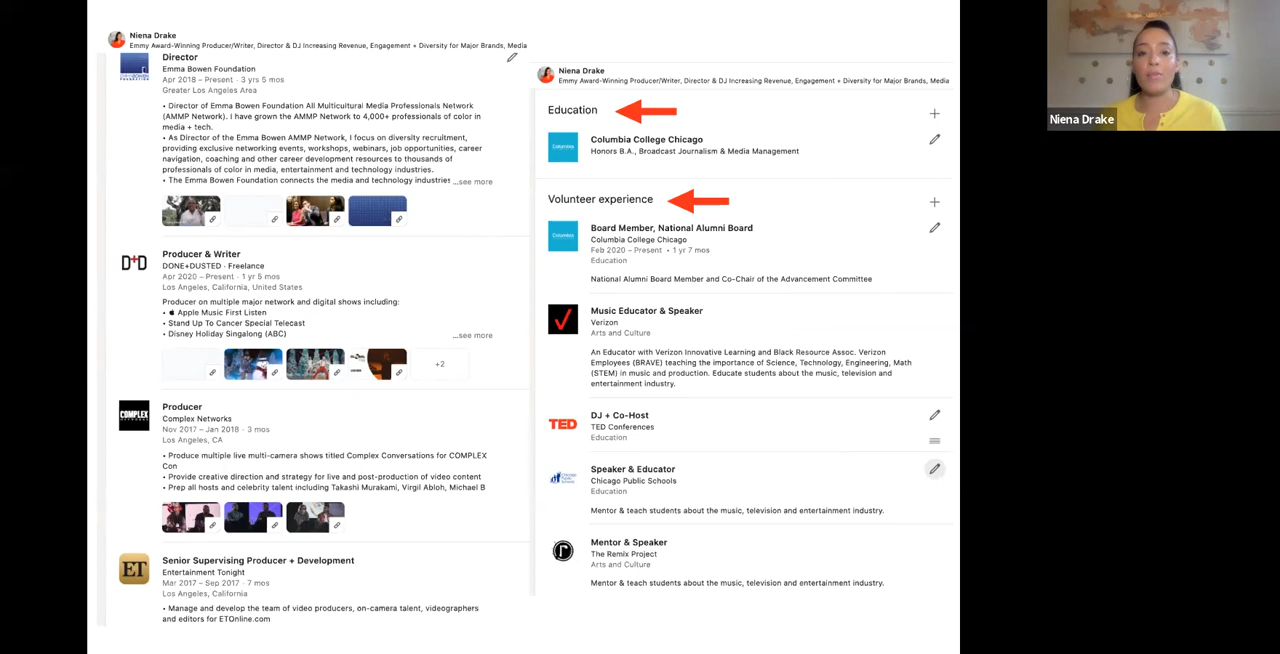 Niena Drake
Emmy Award-Winning Producer/Writer, Director & DJ Increasing Revenue, Engagement + Diversity for Major Brands, Media
Director
Emma Bowen Foundation
Apr 2018 – Present · 3 yrs 5 mos
Greater Los Angeles Area
• Director of Emma Bowen Foundation All Multicultural Media Professionals Network
(AMMP Network). I have grown the AMMP Network to 4,000+ professionals of color in
media + tech.
• As Director of the Emma Bowen AMMP Network, I focus on diversity recruitment,
providing exclusive networking events, workshops, webinars, job opportunities, career
navigation, coaching and other career development resources to thousands of
professionals of color in media, entertainment and technology industries.
• The Emma Bowen Foundation connects the media and technology industries ...see more
D+D
Producer & Writer
DONE+DUSTED · Freelance
Apr 2020 – Present · 1 yr 5 mos
Los Angeles, California, United States
Producer on multiple major network and digital shows including:
• Apple Music First Listen
• Stand Up To Cancer Special Telecast
• Disney Holiday Singalong (ABC)
...see more
+2
COMPLEX
Producer
Complex Networks
Nov 2017 – Jan 2018 · 3 mos
Los Angeles, CA
• Produce multiple live multi-camera shows titled Complex Conversations for COMPLEX
Con
• Provide creative direction and strategy for live and post-production of video content
• Prep all hosts and celebrity talent including Takashi Murakami, Virgil Abloh, Michael B
ET
Senior Supervising Producer + Development
Entertainment Tonight
Mar 2017 – Sep 2017 · 7 mos
Los Angeles, California
• Manage and develop the team of video producers, on-camera talent, videographers
and editors for ETOnline.com
Niena Drake
Emmy Award-Winning Producer/Writer, Director & DJ Increasing Revenue, Engagement + Diversity for Major Brands, Media
Education
Columbia
Columbia College Chicago
Honors B.A., Broadcast Journalism & Media Management
Volunteer experience
Columbia
Board Member, National Alumni Board
Columbia College Chicago
Feb 2020 – Present • 1 yr 7 mos
Education
National Alumni Board Member and Co-Chair of the Advancement Committee
Music Educator & Speaker
Verizon
Arts and Culture
An Educator with Verizon Innovative Learning and Black Resource Assoc. Verizon
Employees (BRAVE) teaching the importance of Science, Technology, Engineering, Math
(STEM) in music and production. Educate students about the music, television and
entertainment industry.
TED
DJ + Co-Host
TED Conferences
Education
Chicago
Public
Schools
Speaker & Educator
Chicago Public Schools
Education
Mentor & teach students about the music, television and entertainment industry.
Mentor & Speaker
The Remix Project
Arts and Culture
Mentor & teach students about the music, television and entertainment industry.
Niena Drake